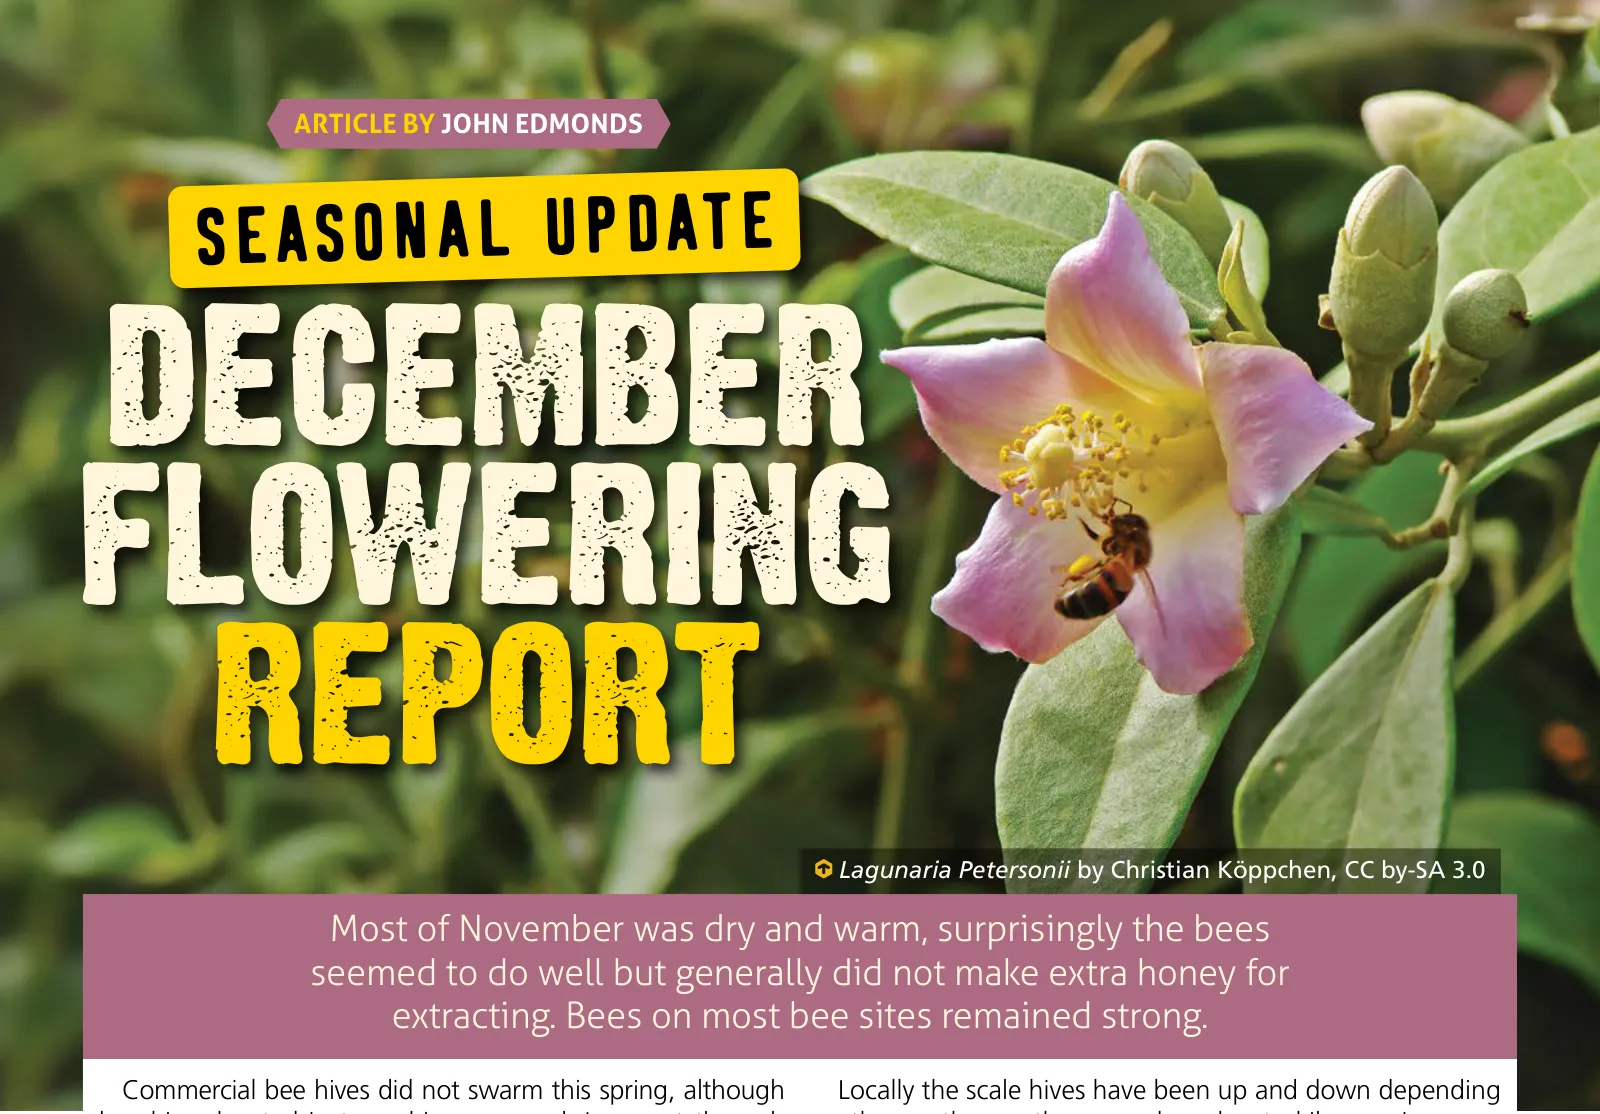 ARTICLE BY JOHN EDMONDS
SEASONAL UPDATE
DECEMBER
FLOWERING
REPORT
Lagunaria Petersonii by Christian Köppchen, CC by-SA 3.0
Most of November was dry and warm, surprisingly the bees
seemed to do well but generally did not make extra honey for
extracting. Bees on most bee sites remained strong.
Commercial bee hives did not swarm this spring, although
Locally the scale hives have been up and down depending